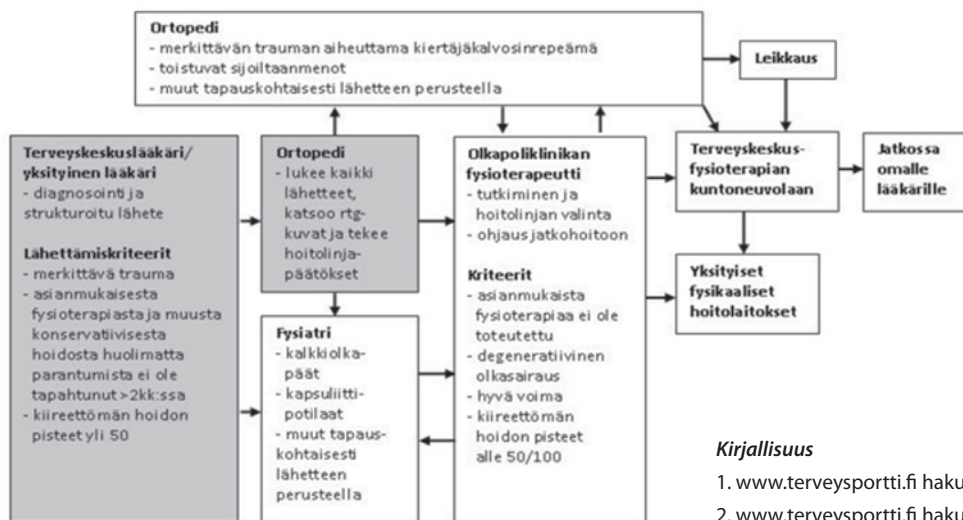 Ortopedi
- merkittävän trauman aiheuttama kiertäjäkalvosinrepeämä
- toistuvat sijoiltaanmenot
- muut tapauskohtaisesti lähetteen perusteella
Leikkaus
Terveyskeskuslääkäri/
yksityinen lääkäri
- diagnosointi ja
strukturoitu lähete
Lähettämiskriteerit
- merkittävä trauma
- asianmukaisesta
fysioterapiasta ja muusta
konservatiivisesta
hoidosta huolimatta
parantumista ei ole
tapahtunut >2kk:ssa
- kiireettömän hoidon
pisteet yli 50
Ortopedi
- lukee kaikki
lähetteet,
katsoo rtg-
kuvat ja tekee
hoitolinja-
päätökset
Fysiatri
- kalkkiolka-
päät
- kapsuliitti-
potilaat
- muut tapaus-
kohtaisesti
lähetteen
perusteella
Olkapoliklinikan
fysioterapeutti
- tutkiminen ja
hoitolinjan valinta
- ohjaus jatkohoitoon
Kriteerit
- asianmukaista
fysioterapiaa ei ole
toteutettu
- degeneratiivinen
olkasairaus
- hyvä voima
- kiireettömän
hoidon pisteet
alle 50/100
Terveyskeskus-
fysioterapian
kuntoneuvolaan
Jatkossa
omalle
lääkärille
Yksityiset
fysikaaliset
hoitolaitokset
Kirjallisuus
1. www.terveysportti.fi haku
2. www.terveysportti.fi haku